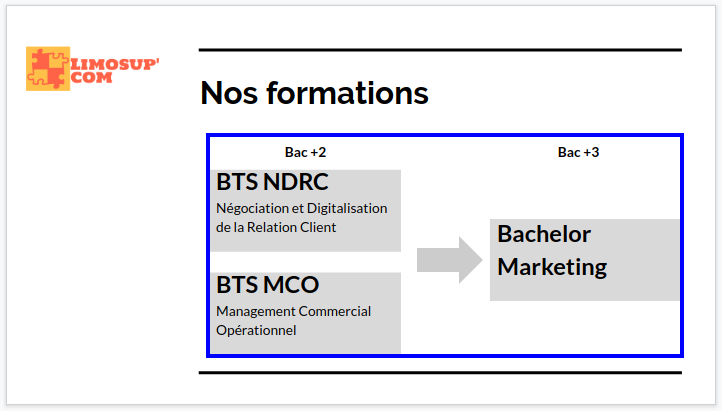 LIMOSUP'
COM
Nos formations
Bac +2
Bac +3
BTS NDRC
Négociation et Digitalisation
de la Relation Client
BTS MCO
Management Commercial
Opérationnel
Bachelor
Marketing